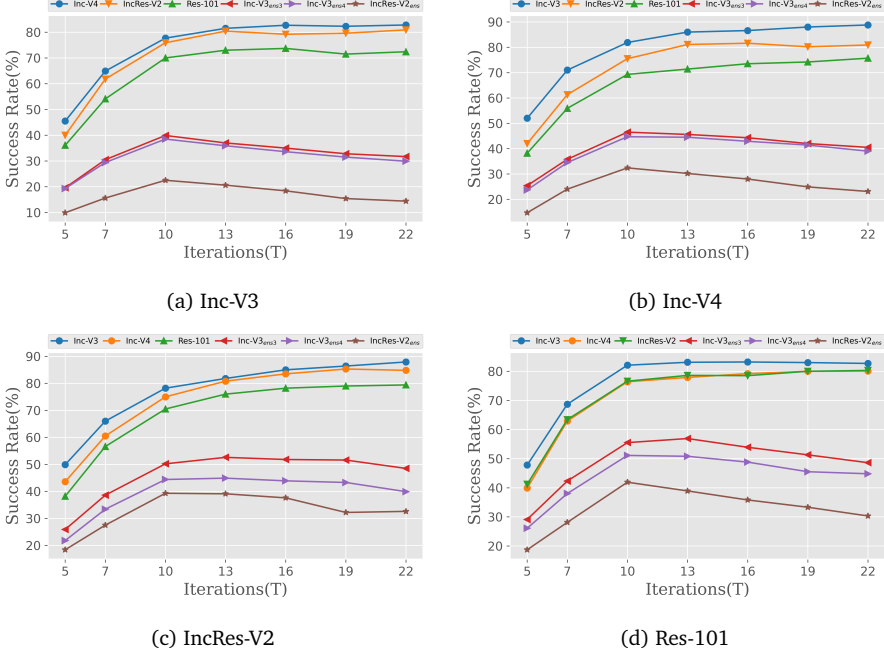 Inc-V4 IncRes-V2 Res-101 Inc-V3ens3 Inc-V3ens4 IncRes-V2ens
Success Rate(%)
80
70
60
50
40
30
20
10
5 7 10 13 16 19 22
Iterations(T)
(a) Inc-V3
Inc-V3 IncRes-V2 Res-101 Inc-V3ens3 Inc-V3ens4 IncRes-V2ens
Success Rate(%)
90
80
70
60
50
40
30
20
5 7 10 13 16 19 22
Iterations(T)
(b) Inc-V4
Inc-V3 Inc-V4 Res-101 Inc-V3ens3 Inc-V3ens4 IncRes-V2ens
Success Rate(%)
90
80
70
60
50
40
30
20
5 7 10 13 16 19 22
Iterations(T)
(c) IncRes-V2
Inc-V3 Inc-V4 IncRes-V2 Inc-V3ens3 Inc-V3ens4 IncRes-V2ens
Success Rate(%)
80
70
60
50
40
30
20
5 7 10 13 16 19 22
Iterations(T)
(d) Res-101